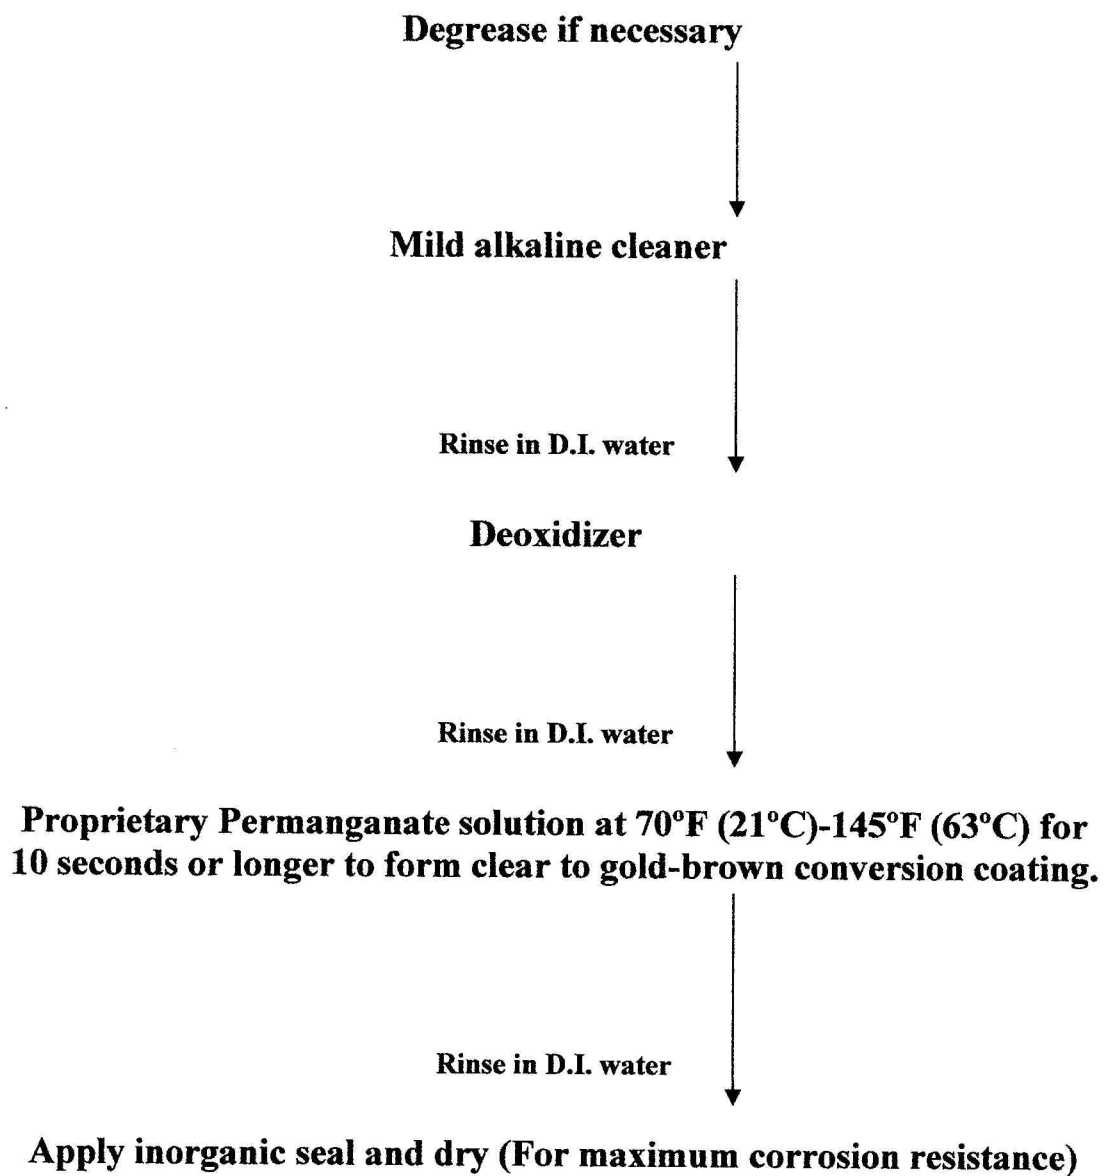 Degrease if necessary
Mild alkaline cleaner
Rinse in D.I. water
Deoxidizer
Rinse in D.I. water
Proprietary Permanganate solution at 70°F (21°C)-145°F (63°C) for
10 seconds or longer to form clear to gold-brown conversion coating.
Rinse in D.I. water
Apply inorganic seal and dry (For maximum corrosion resistance)